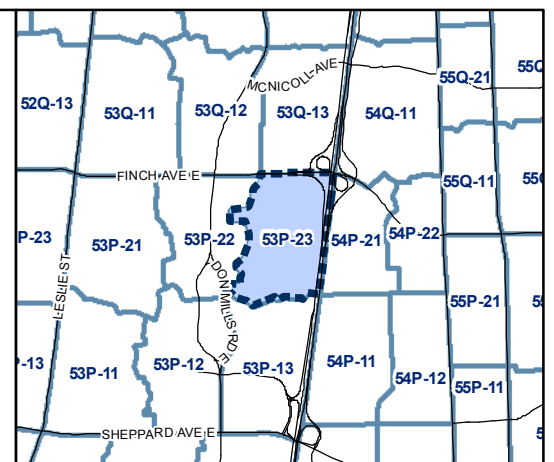 MCNICOLL AVE
55Q-21
55Q
52Q-13
53Q-11
53Q-12
53Q-13
54Q-11
FINCH AVE E
55Q-11
P-23
53P-21
53P-22
53P-23
54P-21
54P-22
LESLIE ST
DON MILLS RD E
55P-21
-13
53P-11
53P-12
53P-13
54P-11
54P-12
55P-11
SHEPPARD AVE E